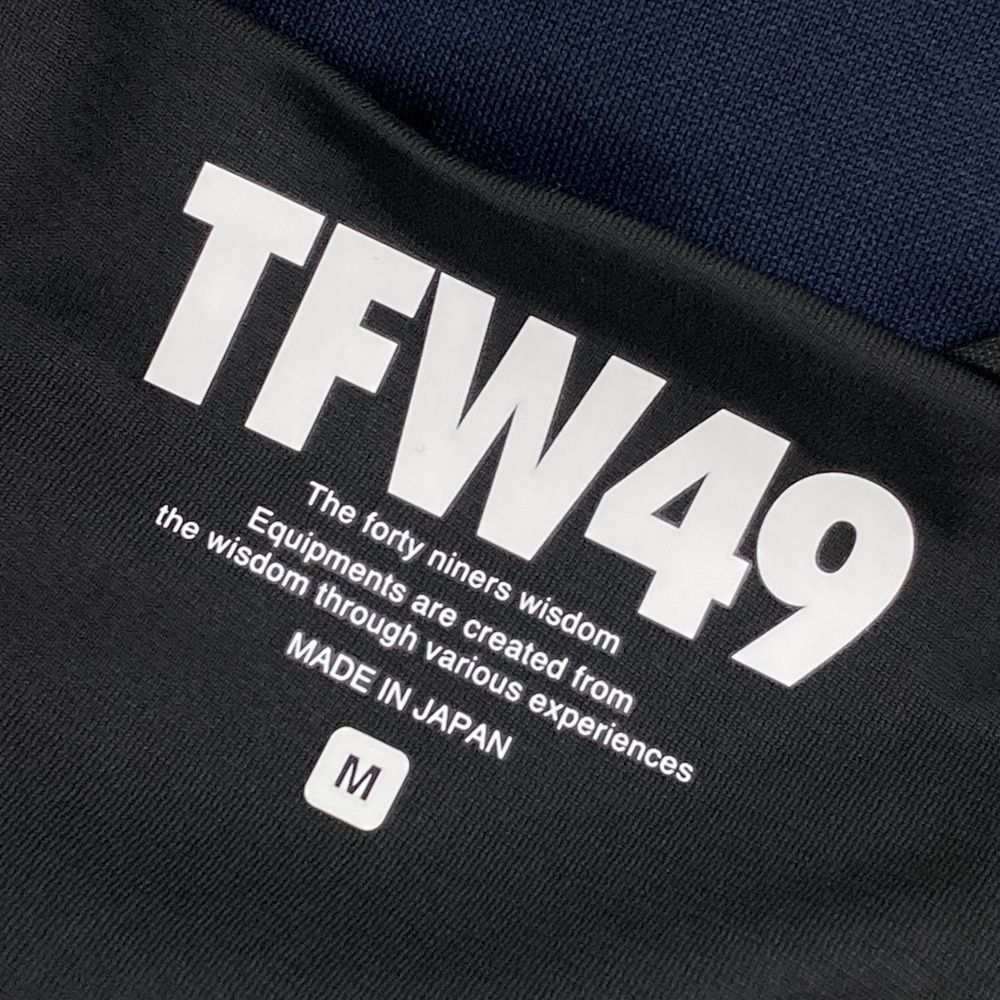 TFW49
The forty niners wisdom
Equipments are created from
the wisdom through various experiences
MADE IN JAPAN
M